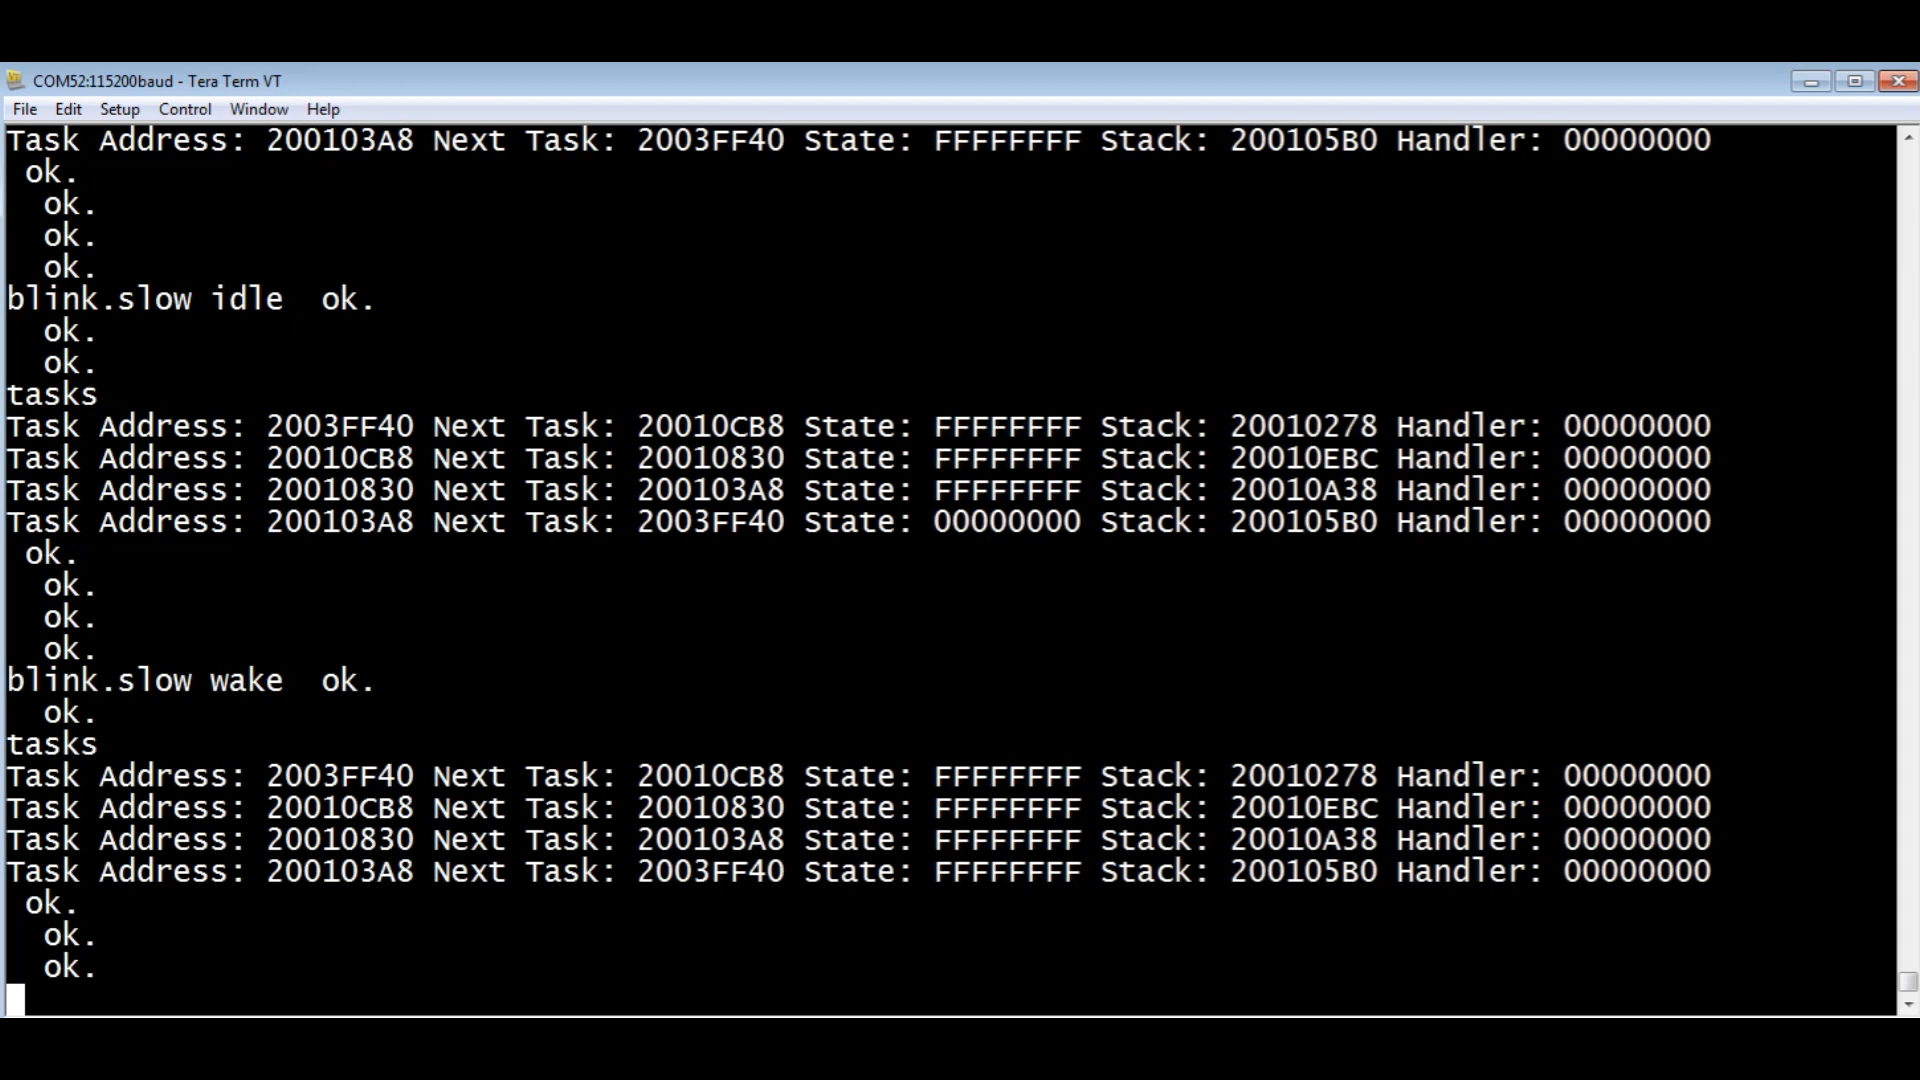 COM52:115200baud - Tera Term VT
File Edit Setup Control Window Help
Task Address: 200103A8 Next Task: 2003FF40 State: FFFFFFFF Stack: 200105B0 Handler: 00000000
ok.
ok.
ok.
ok.
blink.slow idle  ok.
ok.
ok.
tasks
Task Address: 2003FF40 Next Task: 20010CB8 State: FFFFFFFF Stack: 20010278 Handler: 00000000
Task Address: 20010CB8 Next Task: 20010830 State: FFFFFFFF Stack: 20010EBC Handler: 00000000
Task Address: 20010830 Next Task: 200103A8 State: FFFFFFFF Stack: 20010A38 Handler: 00000000
Task Address: 200103A8 Next Task: 2003FF40 State: 00000000 Stack: 200105B0 Handler: 00000000
ok.
ok.
ok.
ok.
blink.slow wake  ok.
ok.
tasks
Task Address: 2003FF40 Next Task: 20010CB8 State: FFFFFFFF Stack: 20010278 Handler: 00000000
Task Address: 20010CB8 Next Task: 20010830 State: FFFFFFFF Stack: 20010EBC Handler: 00000000
Task Address: 20010830 Next Task: 200103A8 State: FFFFFFFF Stack: 20010A38 Handler: 00000000
Task Address: 200103A8 Next Task: 2003FF40 State: FFFFFFFF Stack: 200105B0 Handler: 00000000
ok.
ok.
ok.